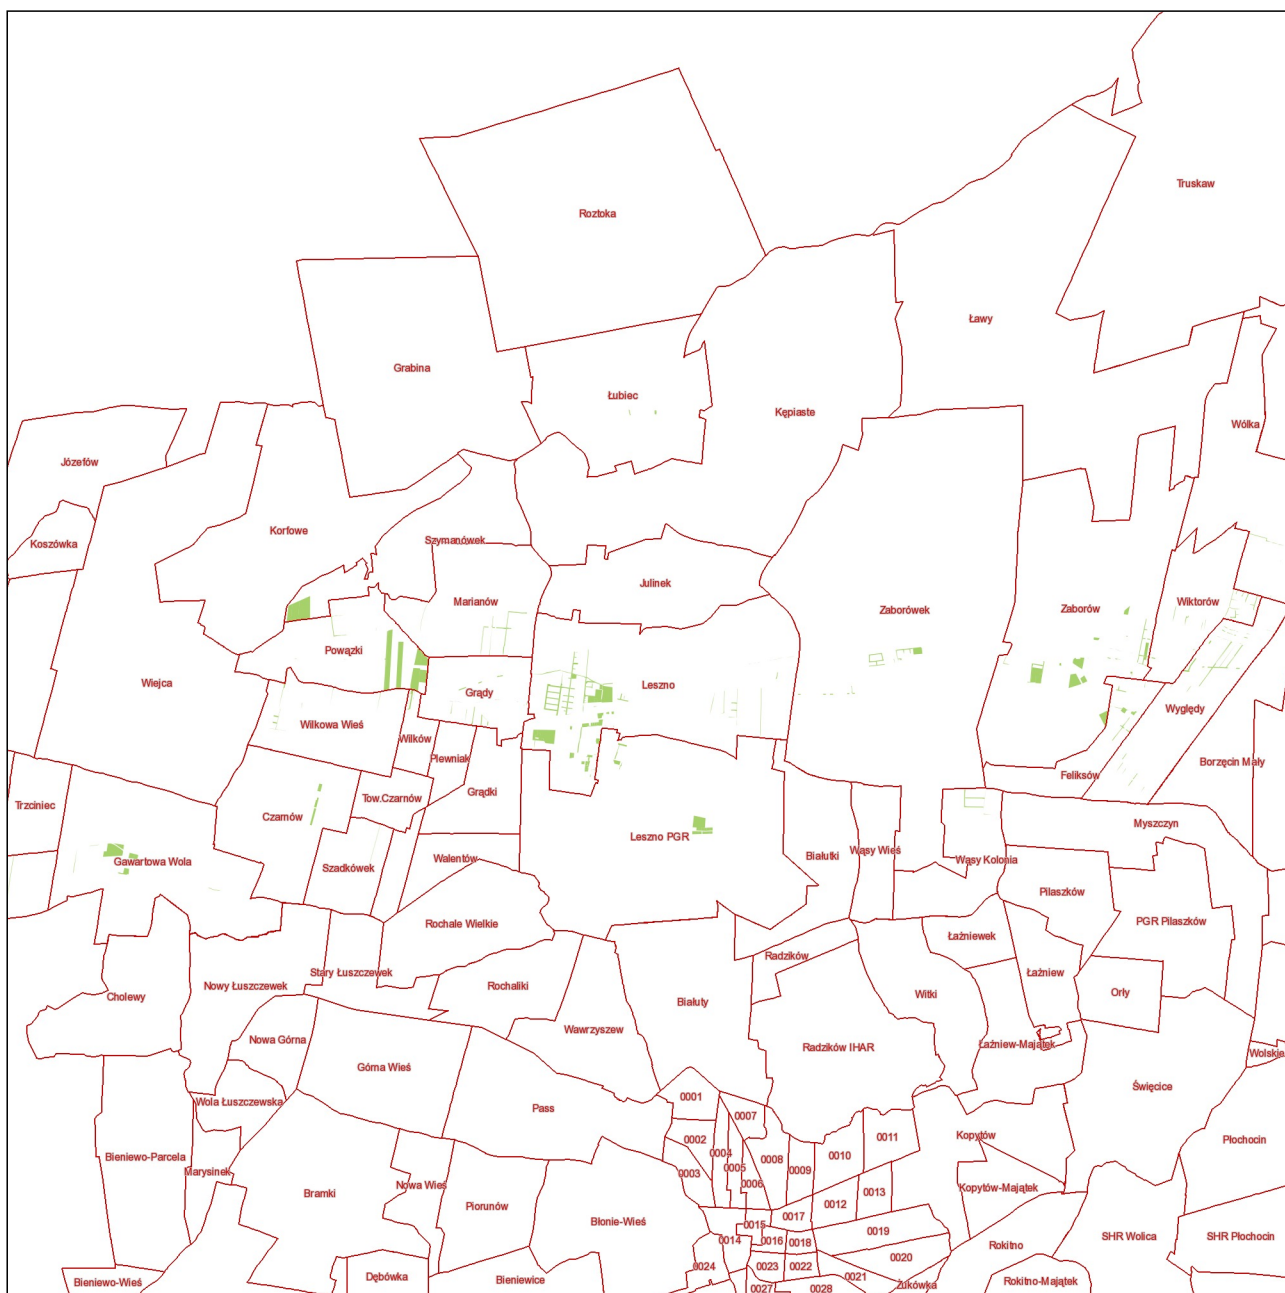 Truskaw
Roztoka
Ławy
Grabina
Łubiec
Kępiaste
Wólka
Józefów
Korfowe
Szymanówek
Koszówka
Julinek
Marianów
Zaborówek
Zaborów
Wiktorów
Powązki
Wiejca
Grądy
Leszno
Wyględy
Wilkowa Wieś
Wilków
Plewniak
Borzęcin Mały
Feliksów
Grądki
Tow.Czarnów
Trzciniec
Czarnów
Myszczyn
Leszno PGR
Wąsy Wieś
Białutki
Walentów
Wąsy Kolonia
Gawartowa Wola
Szadkówek
Pilaszków
PGR Pilaszków
Rochale Wielkie
Łaźniewek
Radzików
Stary Łuszczewek
Łaźniew
Nowy Łuszczewek
Rochaliki
Orły
Cholewy
Białuty
Witki
Wawrzyszew
Nowa Górna
Radzików IHAR
Łaźniew-Majątek
Wolskie
Górna Wieś
Święcice
0001
Wola Łuszczewska
Pass
0007
0002
0011
Kopytów
Płochocin
0004
0008
0010
Bieniewo-Parcela
0005
0009
Marysinek
0003
0006
Nowa Wieś
Kopytów-Majątek
Bramki
0013
Piorunów
0012
0017
Błonie-Wieś
0015
0019
SHR Wolica
SHR Płochocin
0014
0016
0018
Rokitno
0020
0024
0023
0022
Dębówka
0021
Bieniewice
Bieniewo-Wieś
Żukówka
Rokitno-Majątek
0027
0028